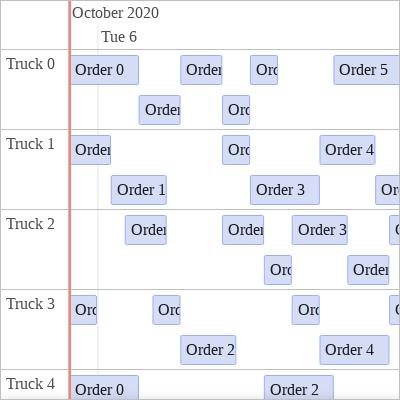 October 2020
Tue 6
Truck 0
Order 0
Order
Ord
Order 5
Order
Ord
Truck 1
Order
Ord
Order 4
Order 1
Order 3
Or
Truck 2
Order
Order
Order 3
Ord
Order
Truck 3
Ord
Ord
Ord
Order 2
Order 4
Truck 4
Order 0
Order 2